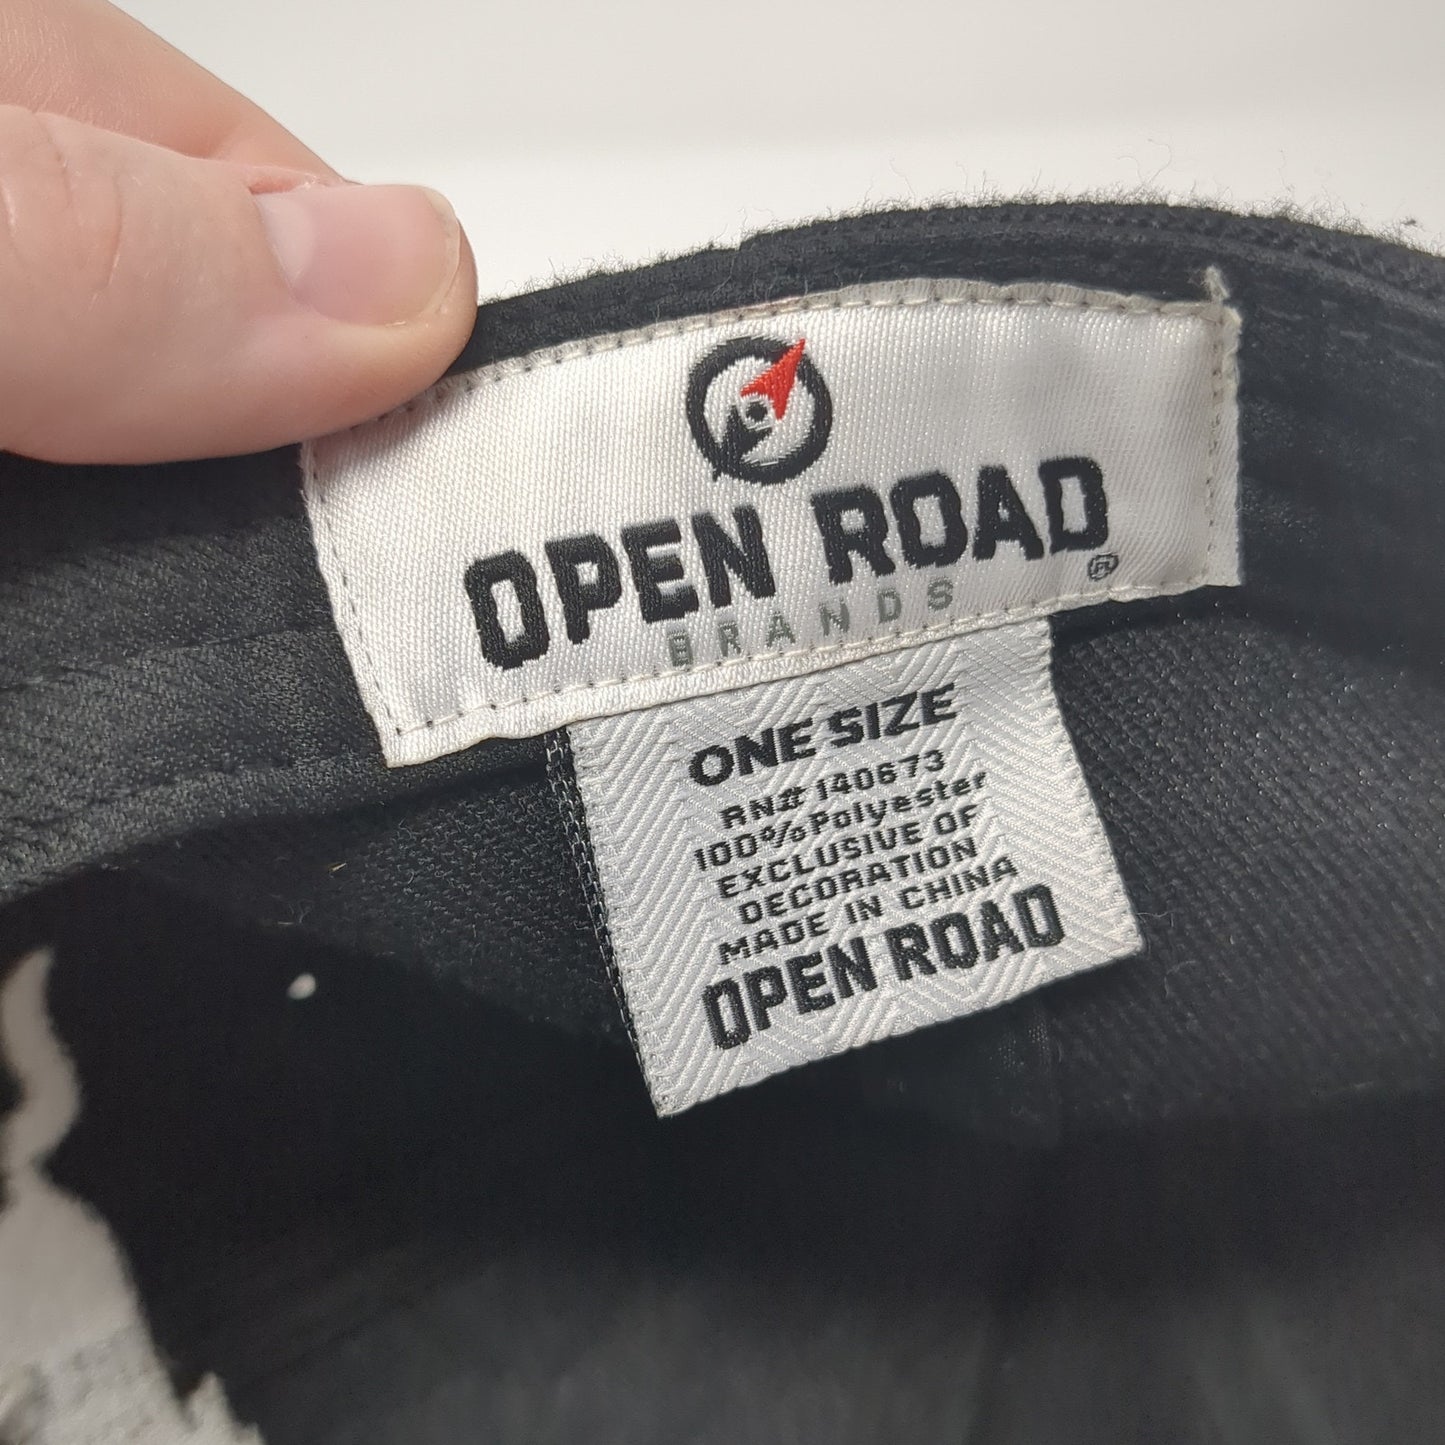 OPEN ROAD
BRANDS
ONE SIZE
RN# 140673
100% Polyester
EXCLUSIVE OF
DECORATION
MADE IN CHINA
OPEN ROAD